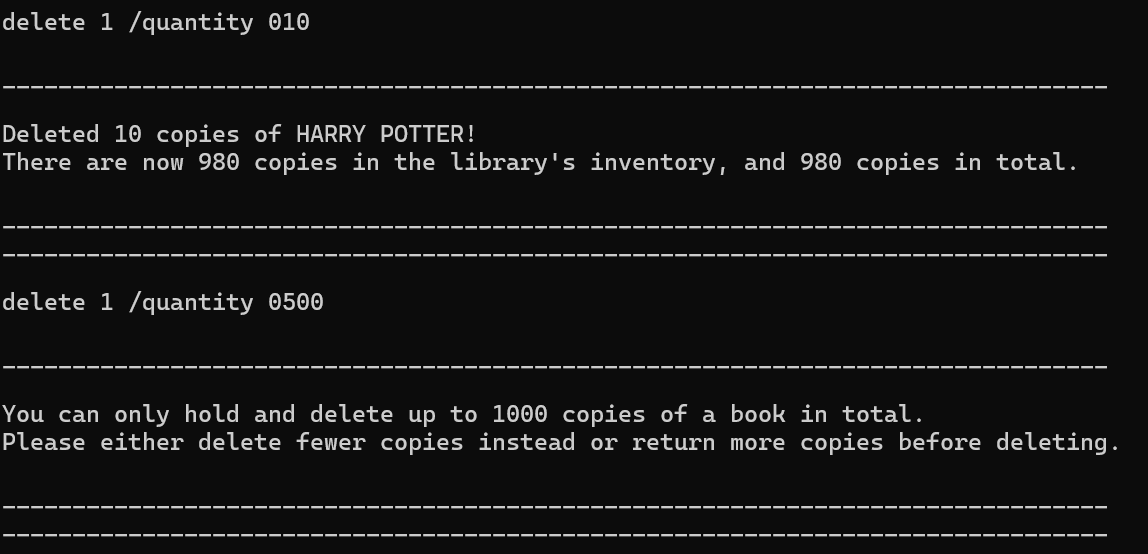 delete 1 /quantity 010
-------------------------------------------------------------------------------
Deleted 10 copies of HARRY POTTER!
There are now 980 copies in the library's inventory, and 980 copies in total.
-------------------------------------------------------------------------------
-------------------------------------------------------------------------------
delete 1 /quantity 0500
-------------------------------------------------------------------------------
You can only hold and delete up to 1000 copies of a book in total.
Please either delete fewer copies instead or return more copies before deleting.
-------------------------------------------------------------------------------
-------------------------------------------------------------------------------